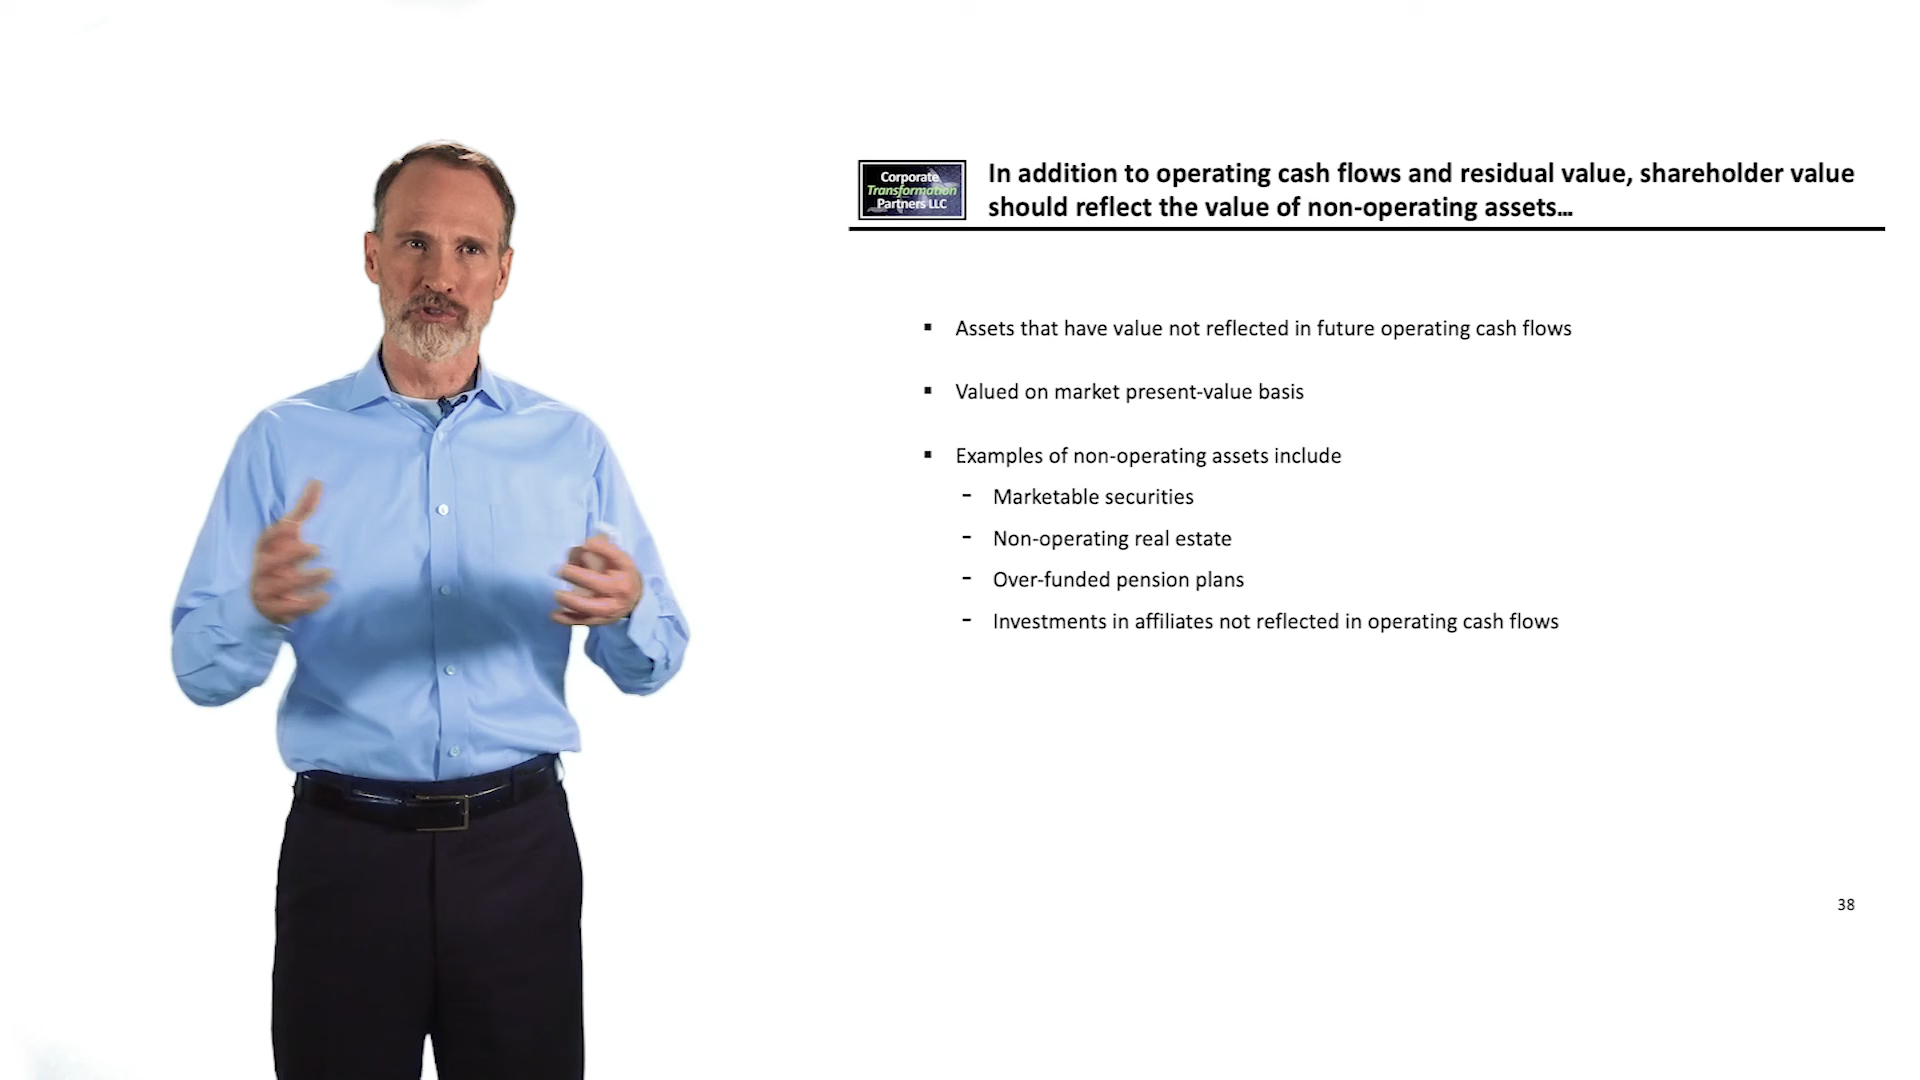 Corporate
Transformation
Partners LLC
In addition to operating cash flows and residual value, shareholder value
should reflect the value of non-operating assets…
▪ Assets that have value not reflected in future operating cash flows
▪ Valued on market present-value basis
▪ Examples of non-operating assets include
- Marketable securities
- Non-operating real estate
- Over-funded pension plans
- Investments in affiliates not reflected in operating cash flows
38